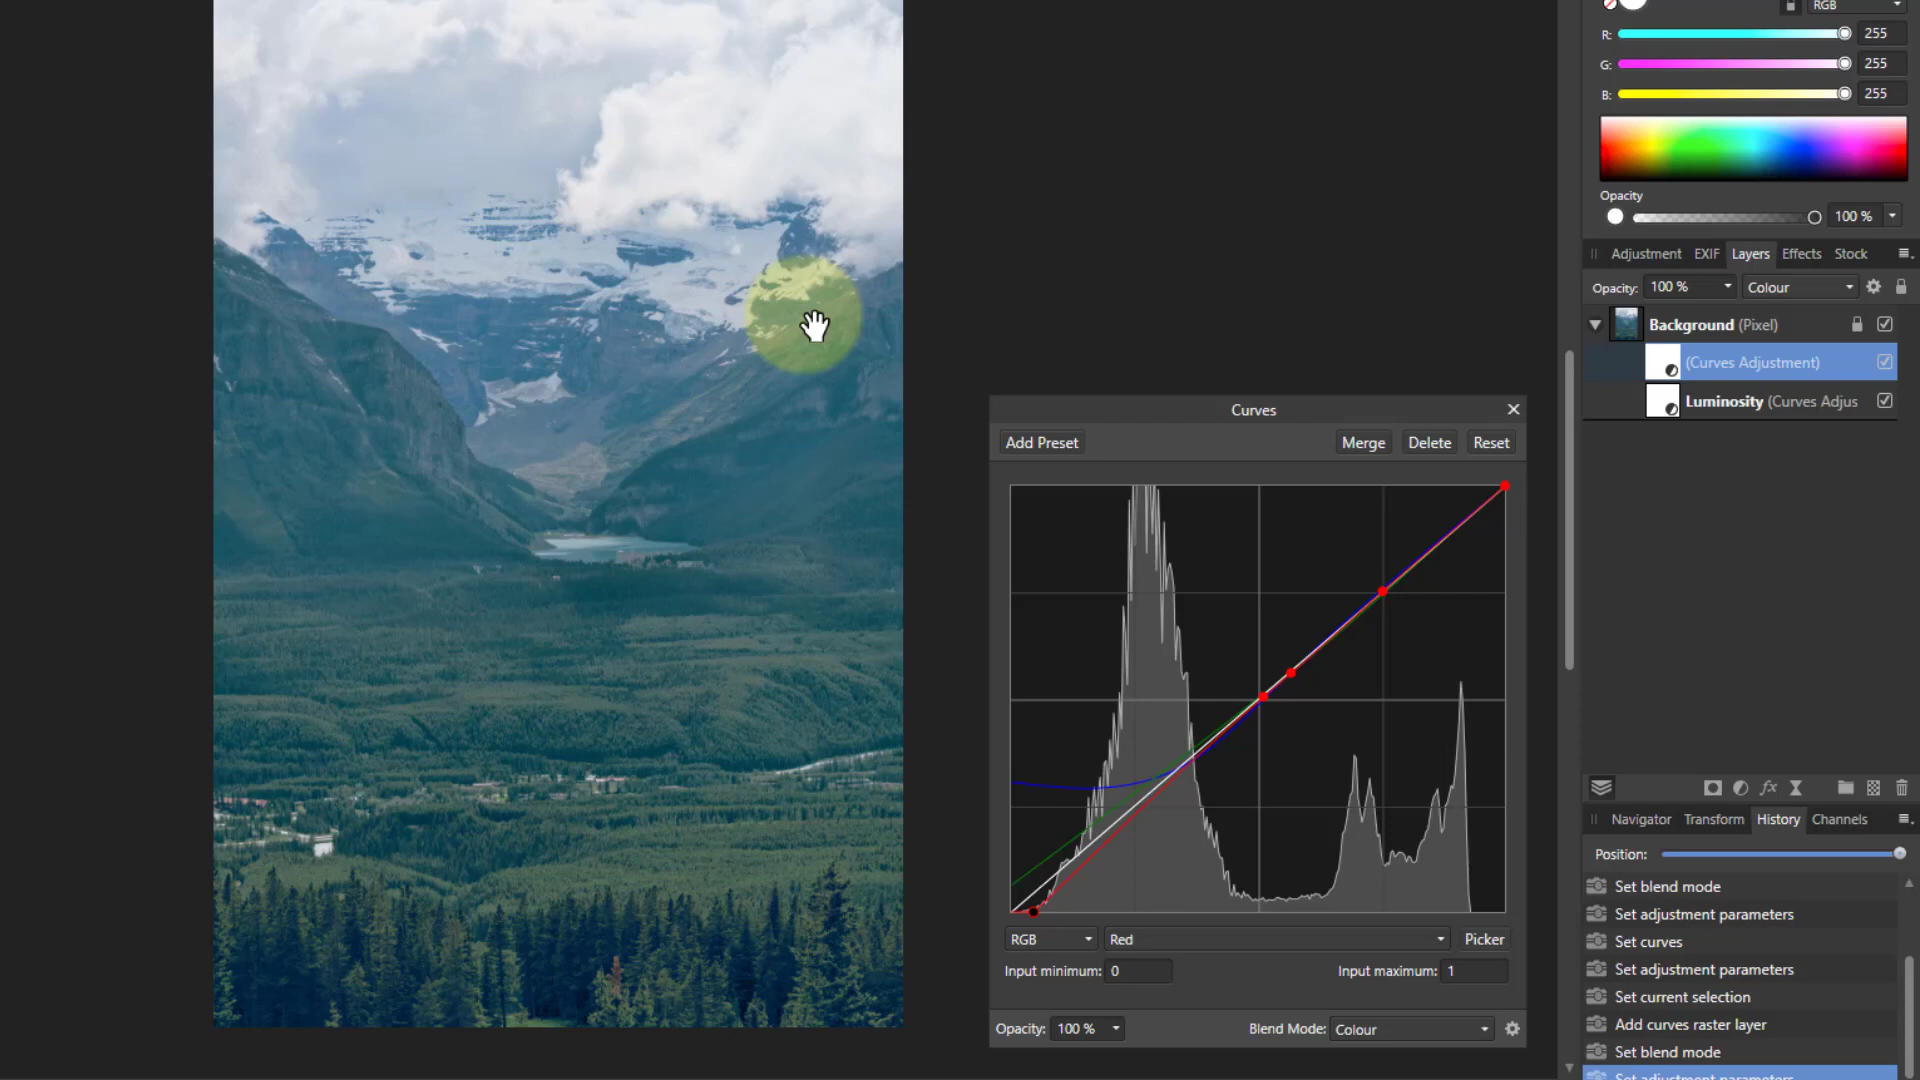 RGB
R: 255
G: 255
B: 255
Opacity
100 %
Adjustment EXIF Layers Effects Stock
Opacity: 100 % Colour
Background (Pixel)
(Curves Adjustment)
Luminosity (Curves Adjus
Curves
Add Preset Merge Delete Reset
RGB Red Picker
Input minimum: 0 Input maximum: 1
Opacity: 100 % Blend Mode: Colour
Navigator Transform History Channels
Position:
Set blend mode
Set adjustment parameters
Set curves
Set adjustment parameters
Set current selection
Add curves raster layer
Set blend mode
Set adjustment parameters